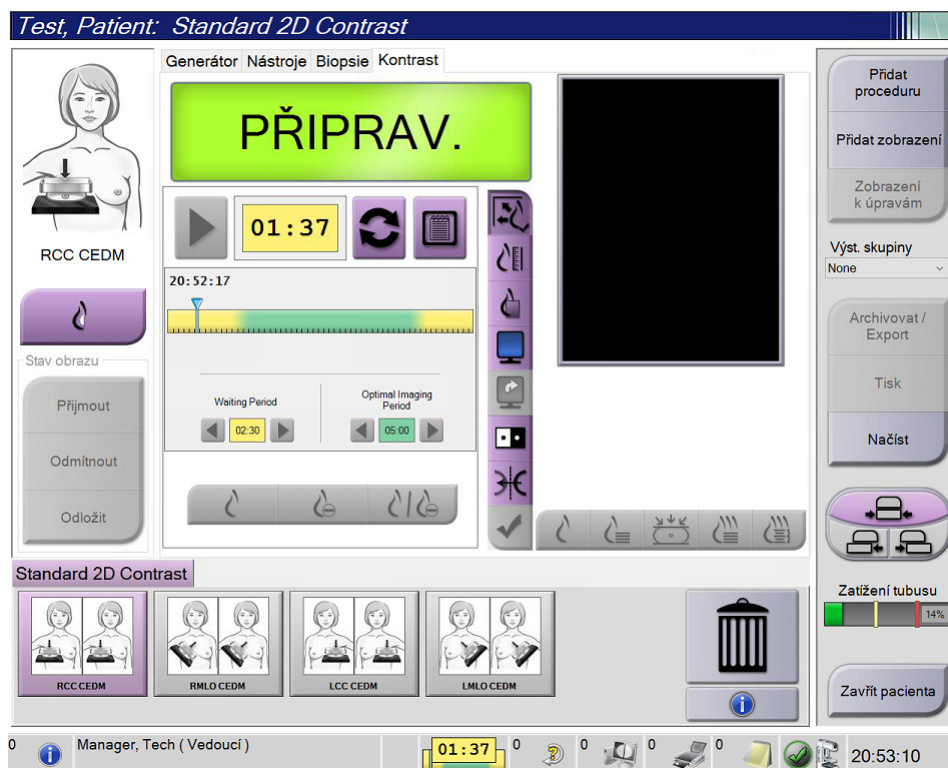 Test, Patient: Standard 2D Contrast
Generátor Nástroje Biopsie Kontrast
PŘIPRAV.
01:37
20:52:17
Waiting Period
02:30
Optimal Imaging
Period
05:00
RCC CEDM
Stav obrazu
Přijmout
Odmítnout
Odložit
Přidat
proceduru
Přidat zobrazení
Zobrazení
k úpravám
Výst. skupiny
None
Archivovat /
Export
Tisk
Načíst
Zatížení tubusu
14%
Zavřít pacienta
Standard 2D Contrast
RCC CEDM
RMLO CEDM
LCC CEDM
LMLO CEDM
0 Manager, Tech ( Vedoucí ) 01:37 0 0 0 0 20:53:10